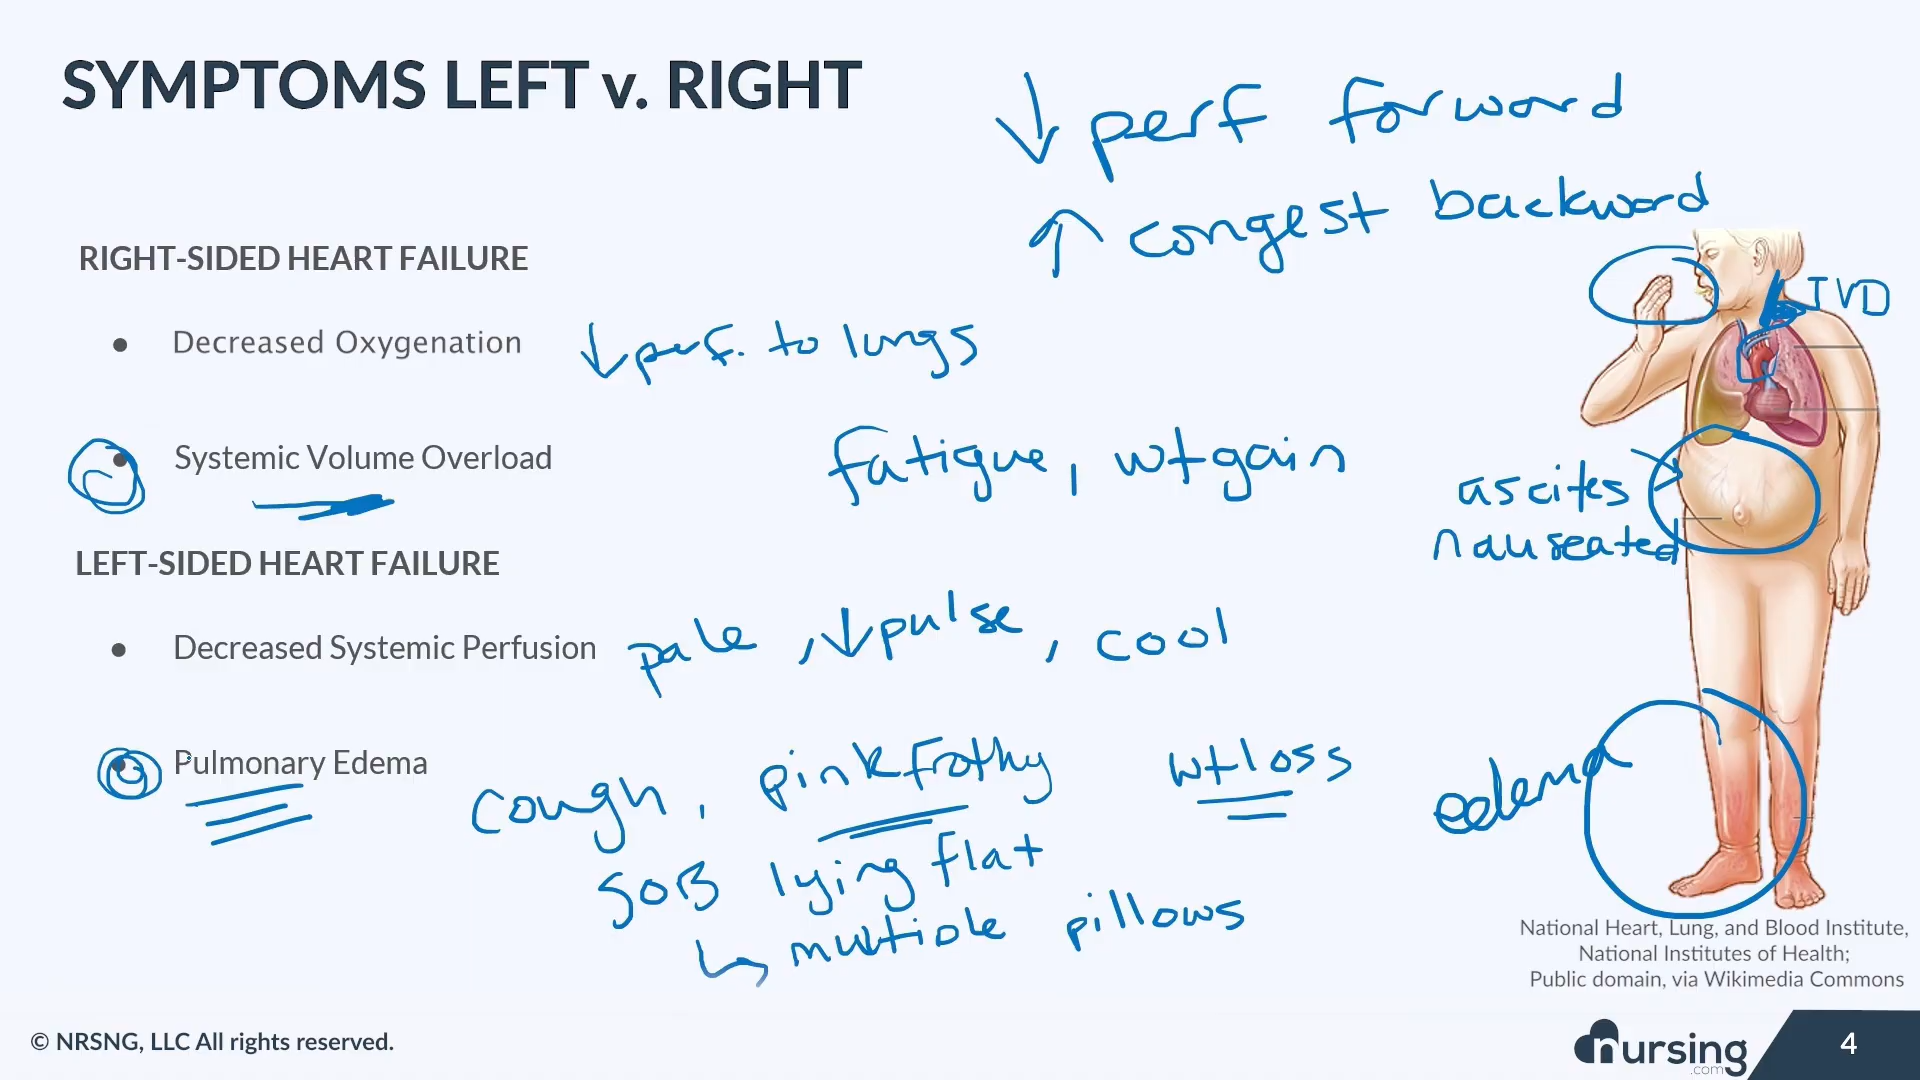 SYMPTOMS LEFT v. RIGHT
↓ perf forward
↑ congest backward
RIGHT-SIDED HEART FAILURE
JVD
• Decreased Oxygenation ↓ perf. to lungs
• Systemic Volume Overload
fatigue, wt gain
ascites
nauseated
LEFT-SIDED HEART FAILURE
• Decreased Systemic Perfusion pale, ↓ pulse, cool
• Pulmonary Edema
cough, pink frothy
wt loss
edema
SOB lying flat
↳ multiple pillows
National Heart, Lung, and Blood Institute,
National Institutes of Health;
Public domain, via Wikimedia Commons
© NRSNG, LLC All rights reserved.
nursing
.com
4